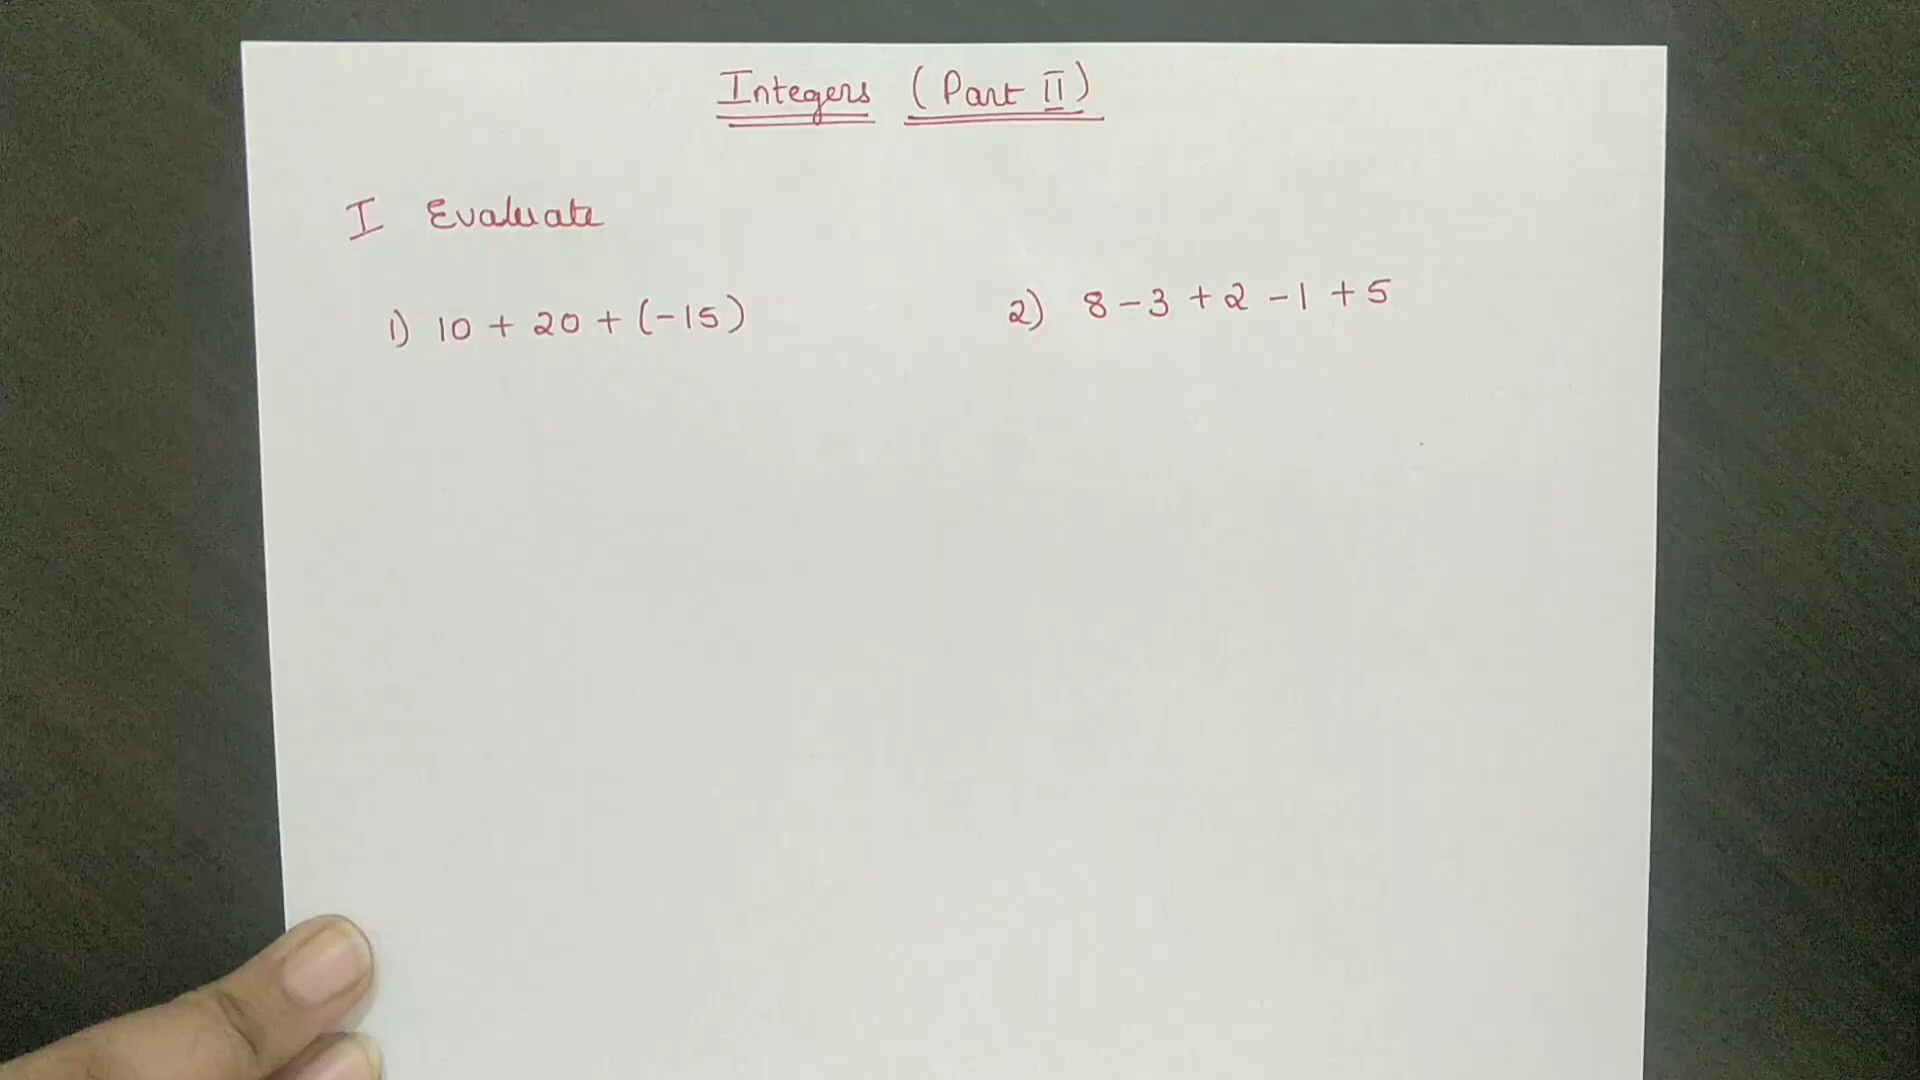 Integers (Part II)
I Evaluate
1) 10 + 20 + (-15)
2) 8 - 3 + 2 - 1 + 5